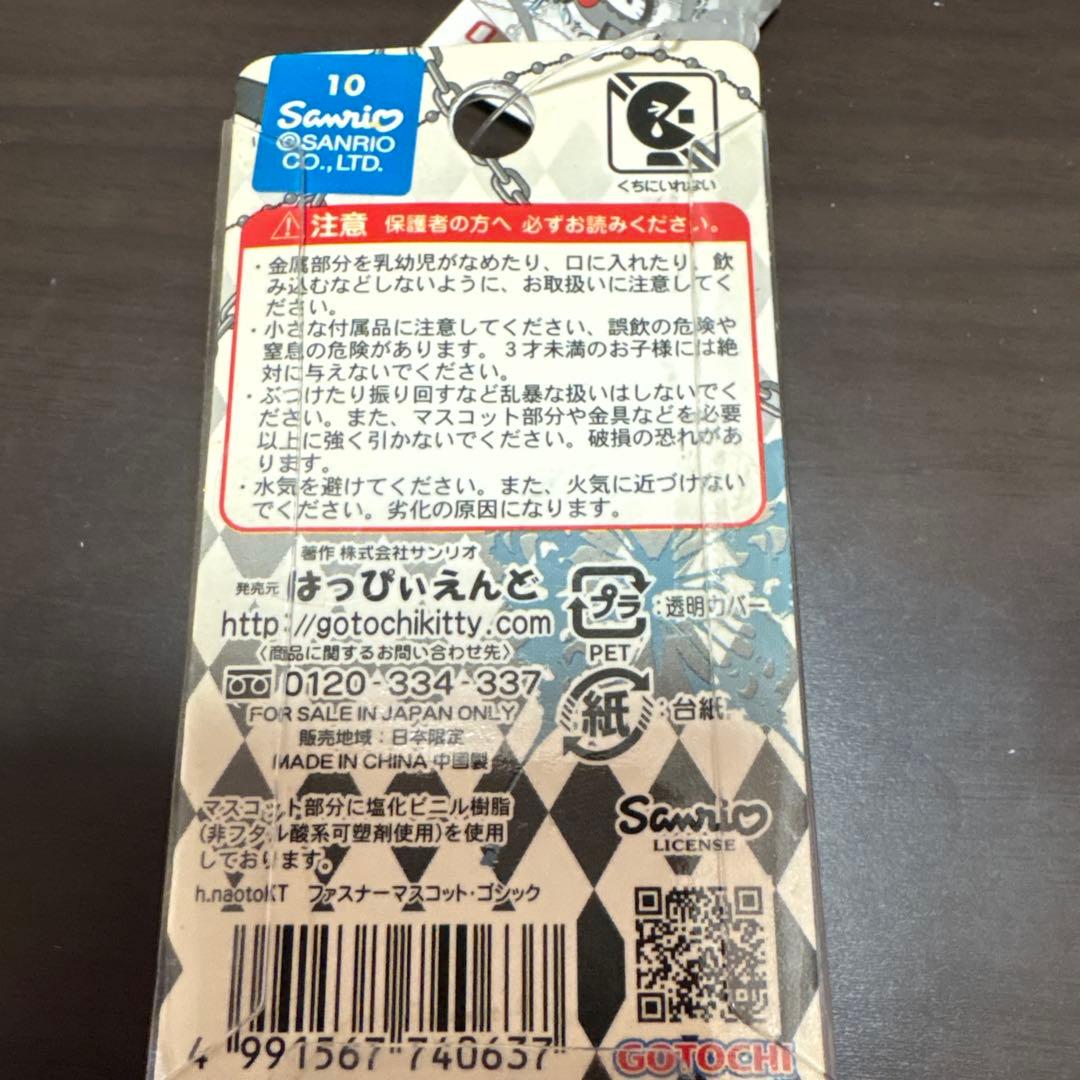 10
Sanrio
©SANRIO
CO.,LTD.
くちにいれない
注意 保護者の方へ 必ずお読みください。
・金属部分を乳幼児がなめたり、口に入れたり、飲
み込むなどしないように、お取扱いに注意してく
ださい。
・小さな付属品に注意してください、誤飲の危険や
窒息の危険があります。3才未満のお子様には絶
対に与えないでください。
・ぶつけたり振り回すなど乱暴な扱いはしないでく
ださい。また、マスコット部分や金具などを必要
以上に強く引かないでください。破損の恐れがあ
ります。
・水気を避けてください。また、火気に近づけない
でください。劣化の原因になります。
著作 株式会社サンリオ
発売元 はっぴぃえんど
http://gotochikitty.com
〈商品に関するお問い合わせ先〉
0120-334-337
FOR SALE IN JAPAN ONLY
販売地域:日本限定
MADE IN CHINA 中国製
プラ:透明カバー
PET
紙:台紙
マスコット部分に塩化ビニル樹脂
(非フタル酸系可塑剤使用)を使用
しております。
Sanrio
LICENSE
h.naotoKT ファスナーマスコット・ゴシック
4 991567 740637
GOTOCHI